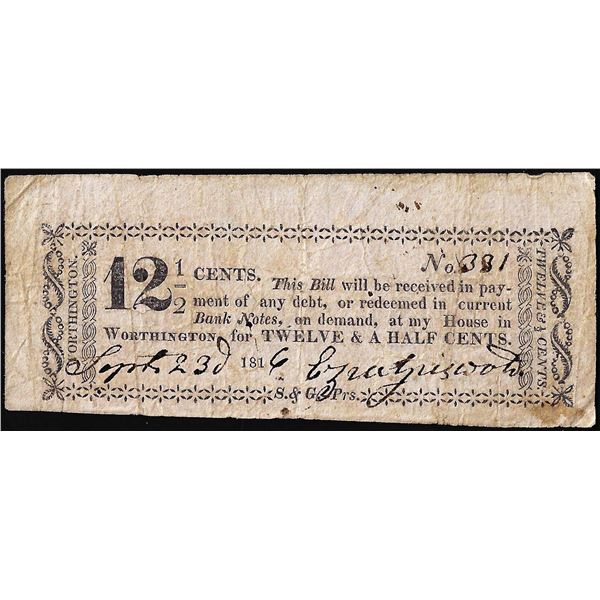 WORTHINGTON.
No. 381
12 1/2 CENTS. This Bill will be received in pay-
ment of any debt, or redeemed in current
Bank Notes, on demand, at my House in
WORTHINGTON for TWELVE & A HALF CENTS.
Sept. 23d 1816 Ezra Griswold.
S. & G. Prs.
TWELVE ½ CENTS